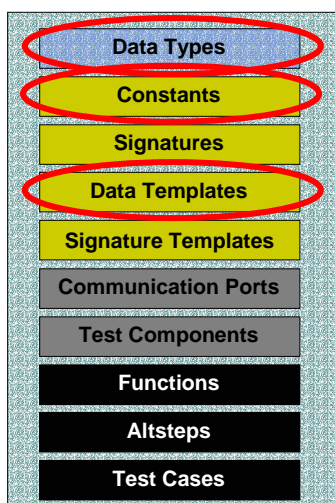 Data Types
Constants
Signatures
Data Templates
Signature Templates
Communication Ports
Test Components
Functions
Altsteps
Test Cases